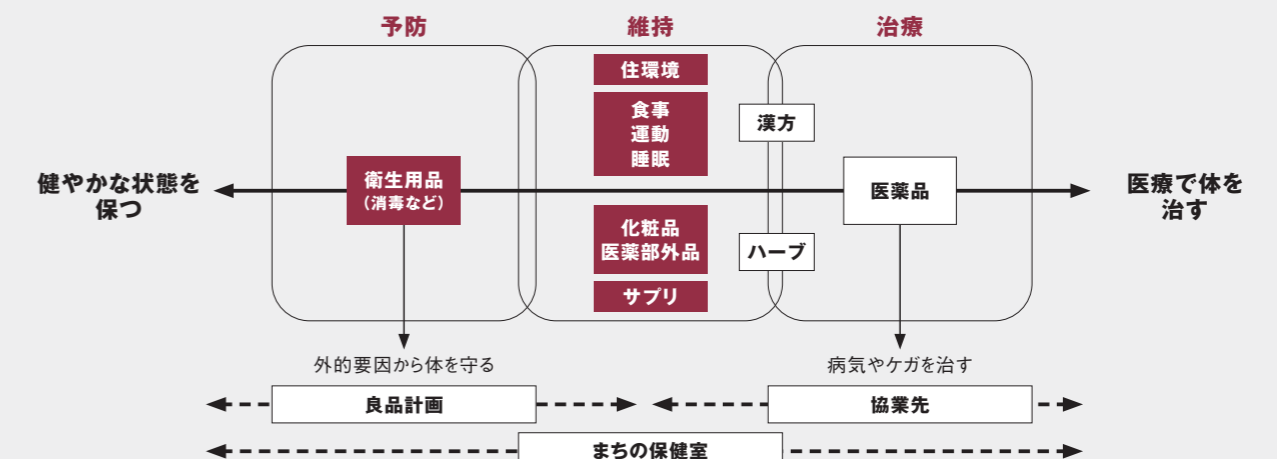 予防
維持
治療
住環境
食事
運動
睡眠
漢方
健やかな状態を
保つ
衛生用品
(消毒など)
医薬品
医療で体を
治す
化粧品
医薬部外品
ハーブ
サプリ
外的要因から体を守る
病気やケガを治す
良品計画
協業先
まちの保健室